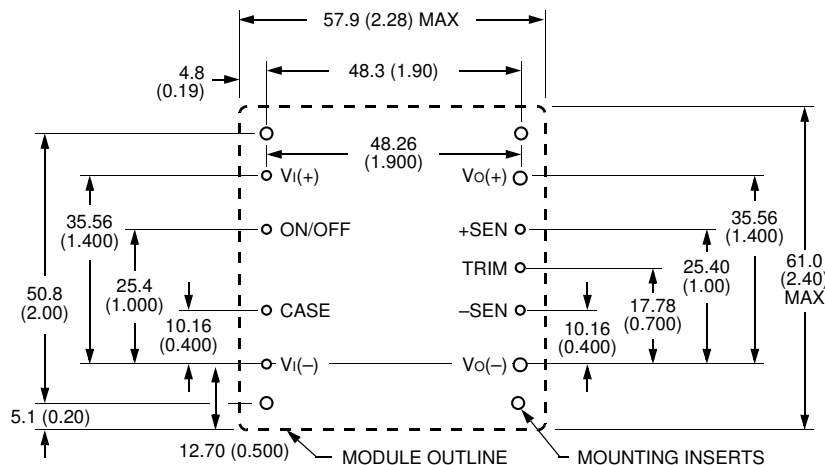 57.9 (2.28) MAX
4.8
(0.19)
48.3 (1.90)
48.26
(1.900)
VI(+)
VO(+)
35.56
(1.400)
ON/OFF
+SEN
35.56
(1.400)
61.0
(2.40)
MAX
TRIM
25.4
(1.000)
25.40
(1.00)
50.8
(2.00)
17.78
(0.700)
CASE
–SEN
10.16
(0.400)
10.16
(0.400)
VI(–)
VO(–)
5.1 (0.20)
12.70 (0.500)
MODULE OUTLINE
MOUNTING INSERTS